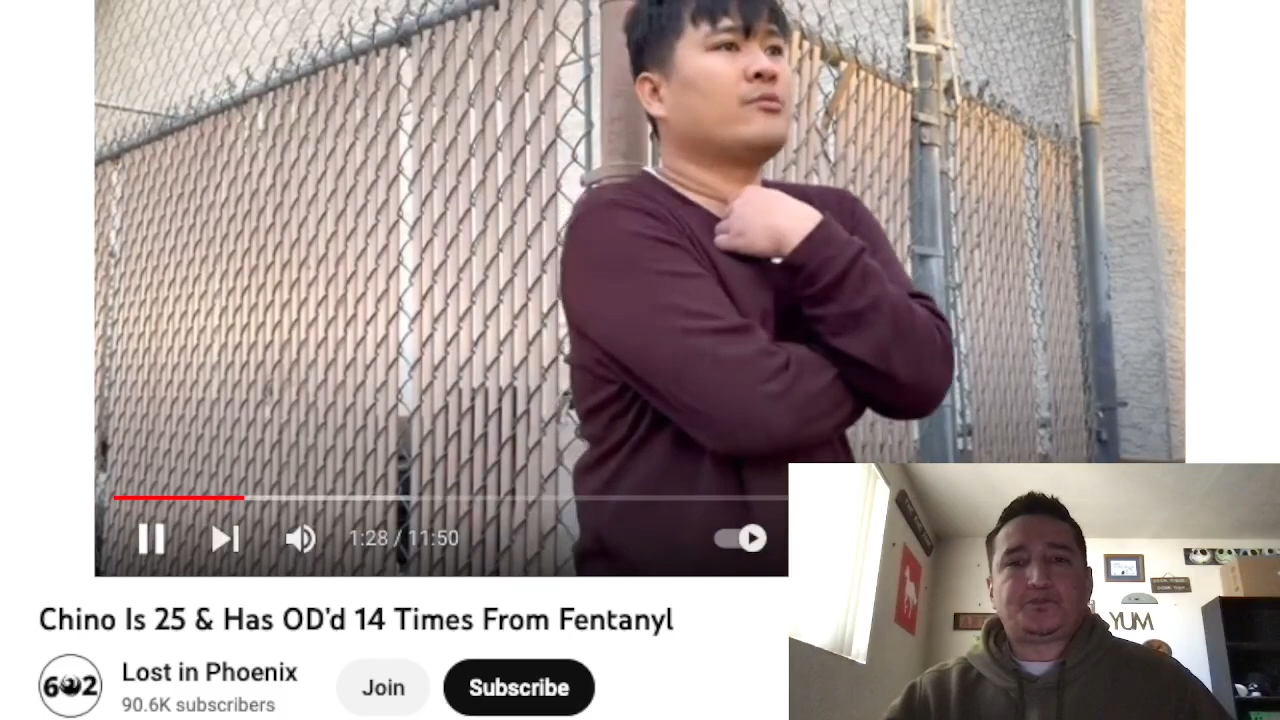 1:28 / 11:50
Chino Is 25 & Has OD'd 14 Times From Fentanyl
602
Lost in Phoenix
90.6K subscribers
Join
Subscribe
YUM